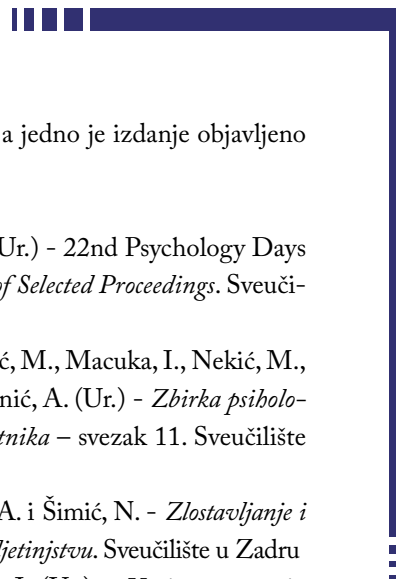 a jedno je izdanje objavljeno
Ur.) - 22nd Psychology Days
of Selected Proceedings. Sveuči-
ć, M., Macuka, I., Nekić, M.,
nić, A. (Ur.) - Zbirka psiholo-
tnika – svezak 11. Sveučilište
A. i Šimić, N. - Zlostavljanje i
djetinjstvu. Sveučilište u Zadru